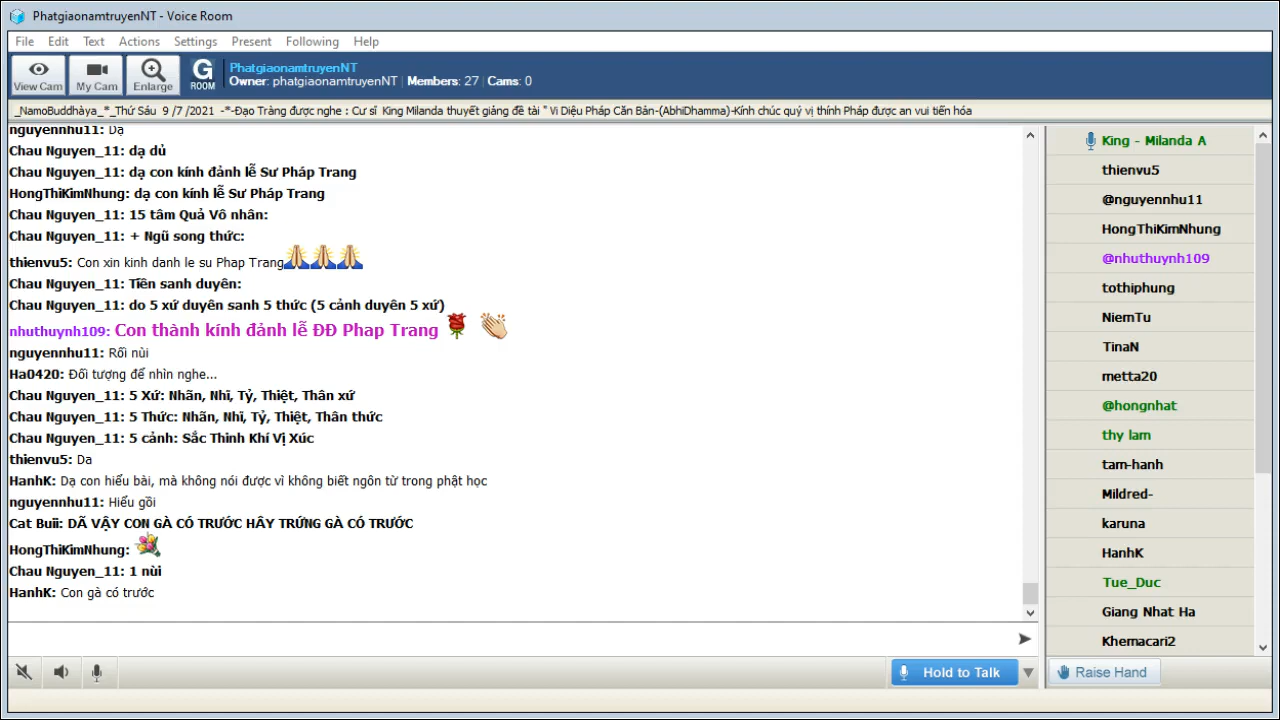 PhatgiaonamtruyenNT - Voice Room
File Edit Text Actions Settings Present Following Help
View Cam My Cam Enlarge G ROOM
PhatgiaonamtruyenNT
Owner: phatgiaonamtruyenNT | Members: 27 | Cams: 0
_NamoBuddhàya_*_Thứ Sáu 9 /7 /2021 -*-Đạo Tràng được nghe : Cư sĩ King Milanda thuyết giảng đề tài " Vi Diệu Pháp Căn Bản-(AbhiDhamma)-Kính chúc quý vị thính Pháp được an vui tiến hóa
nguyennhu11: Dạ
Chau Nguyen_11: dạ dủ
Chau Nguyen_11: dạ con kính đảnh lễ Sư Pháp Trang
HongThiKimNhung: dạ con kính lễ Sư Pháp Trang
Chau Nguyen_11: 15 tâm Quả Vô nhân:
Chau Nguyen_11: + Ngũ song thức:
thienvu5: Con xin kinh danh le su Phap Trang
Chau Nguyen_11: Tiền sanh duyên:
Chau Nguyen_11: do 5 xứ duyên sanh 5 thức (5 cảnh duyên 5 xứ)
nhuthuynh109: Con thành kính đảnh lễ ĐĐ Phap Trang
nguyennhu11: Rối nùi
Ha0420: Đối tượng để nhìn nghe...
Chau Nguyen_11: 5 Xứ: Nhãn, Nhĩ, Tỷ, Thiệt, Thân xứ
Chau Nguyen_11: 5 Thức: Nhãn, Nhĩ, Tỷ, Thiệt, Thân thức
Chau Nguyen_11: 5 cảnh: Sắc Thinh Khí Vị Xúc
thienvu5: Da
HanhK: Dạ con hiểu bài, mà không nói được vì không biết ngôn từ trong phật học
nguyennhu11: Hiểu gồi
Cat Buii: DÃ VẬY CON GÀ CÓ TRƯỚC HÂY TRỨNG GÀ CÓ TRƯỚC
HongThiKimNhung:
Chau Nguyen_11: 1 nùi
HanhK: Con gà có trước
Hold to Talk
King - Milanda A
thienvu5
@nguyennhu11
HongThiKimNhung
@nhuthuynh109
tothiphung
NiemTu
TinaN
metta20
@hongnhat
thy lam
tam-hanh
Mildred-
karuna
HanhK
Tue_Duc
Giang Nhat Ha
Khemacari2
Raise Hand